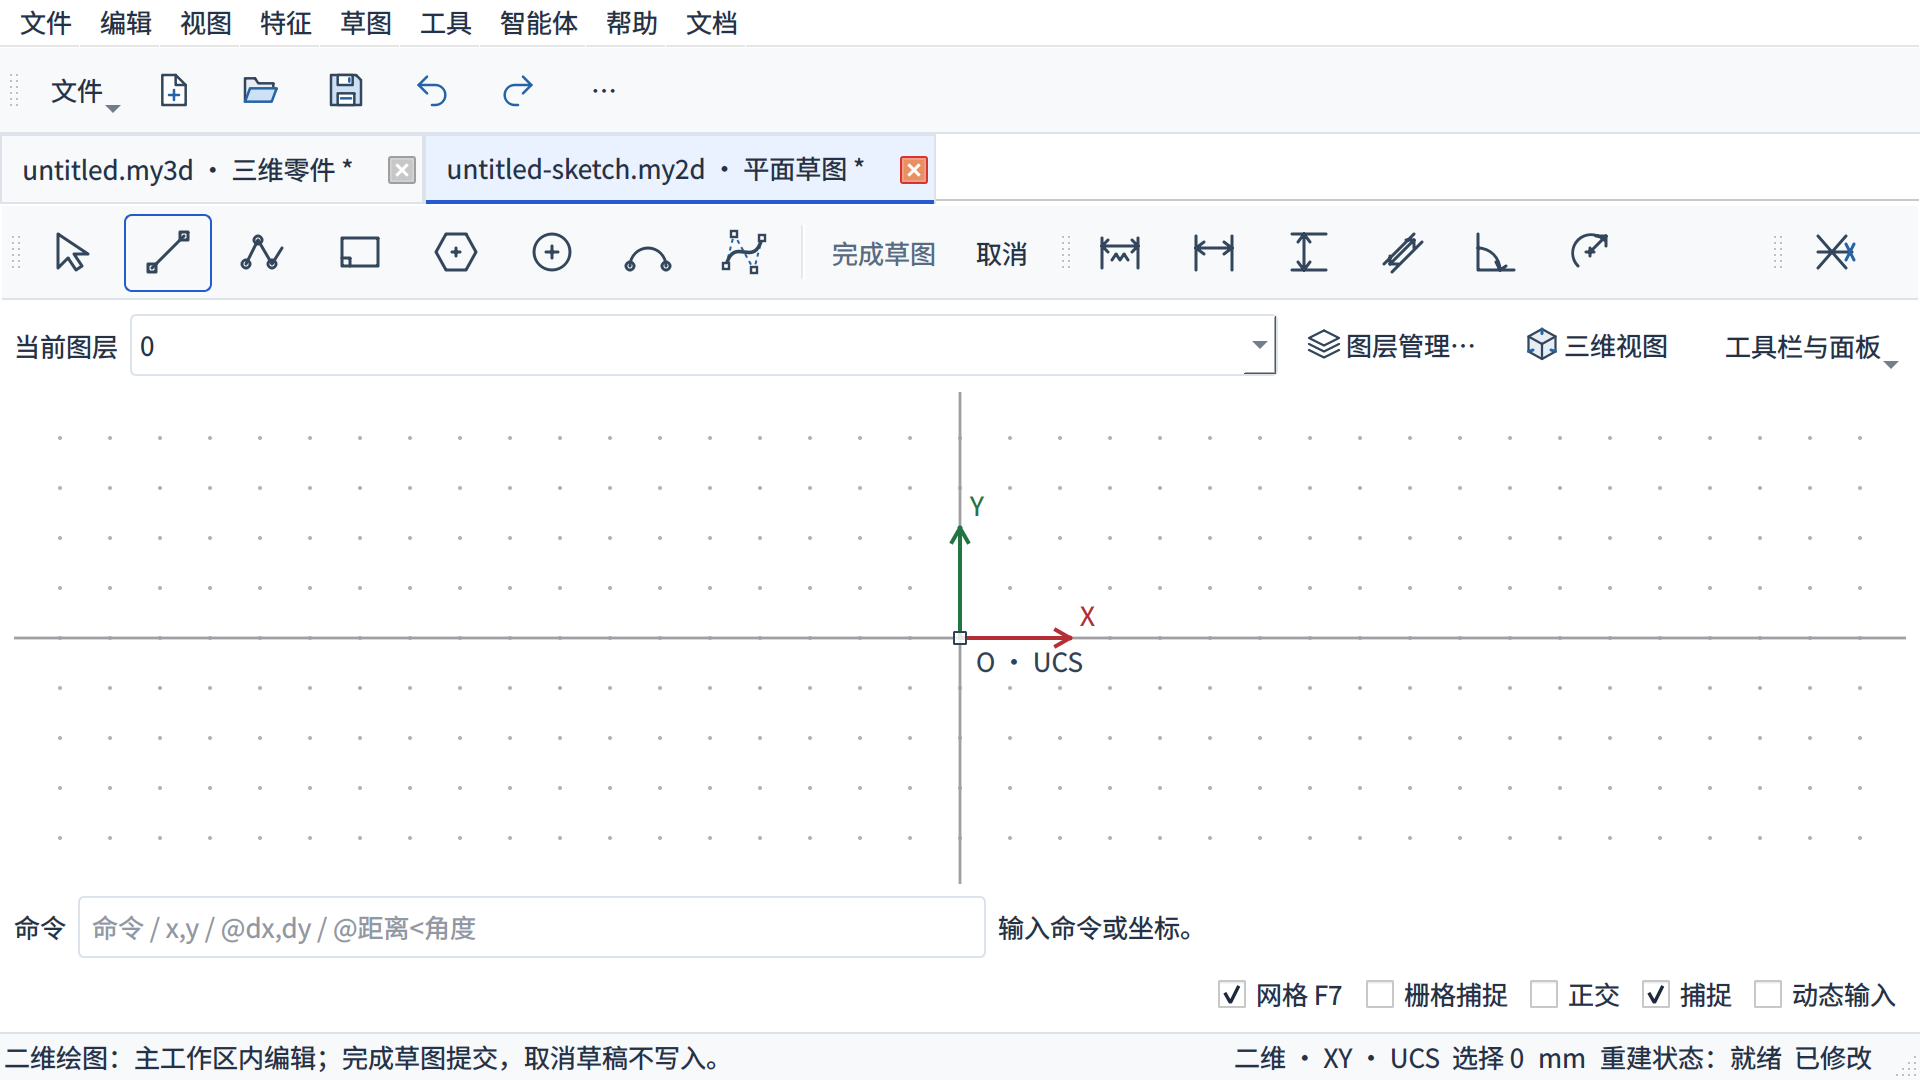 文件 编辑 视图 特征 草图 工具 智能体 帮助 文档
文件 ···
untitled.my3d • 三维零件 *
untitled-sketch.my2d • 平面草图 *
完成草图 取消
当前图层 0 图层管理··· 三维视图 工具栏与面板
Y
X
O • UCS
命令 命令 / x,y / @dx,dy / @距离<角度 输入命令或坐标。
网格 F7 栅格捕捉 正交 捕捉 动态输入
二维绘图：主工作区内编辑；完成草图提交，取消草稿不写入。 二维 • XY • UCS 选择 0 mm 重建状态：就绪 已修改